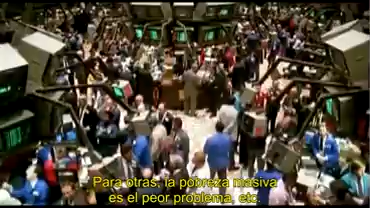 Para otras, la pobreza masiva
es el peor problema, etc.